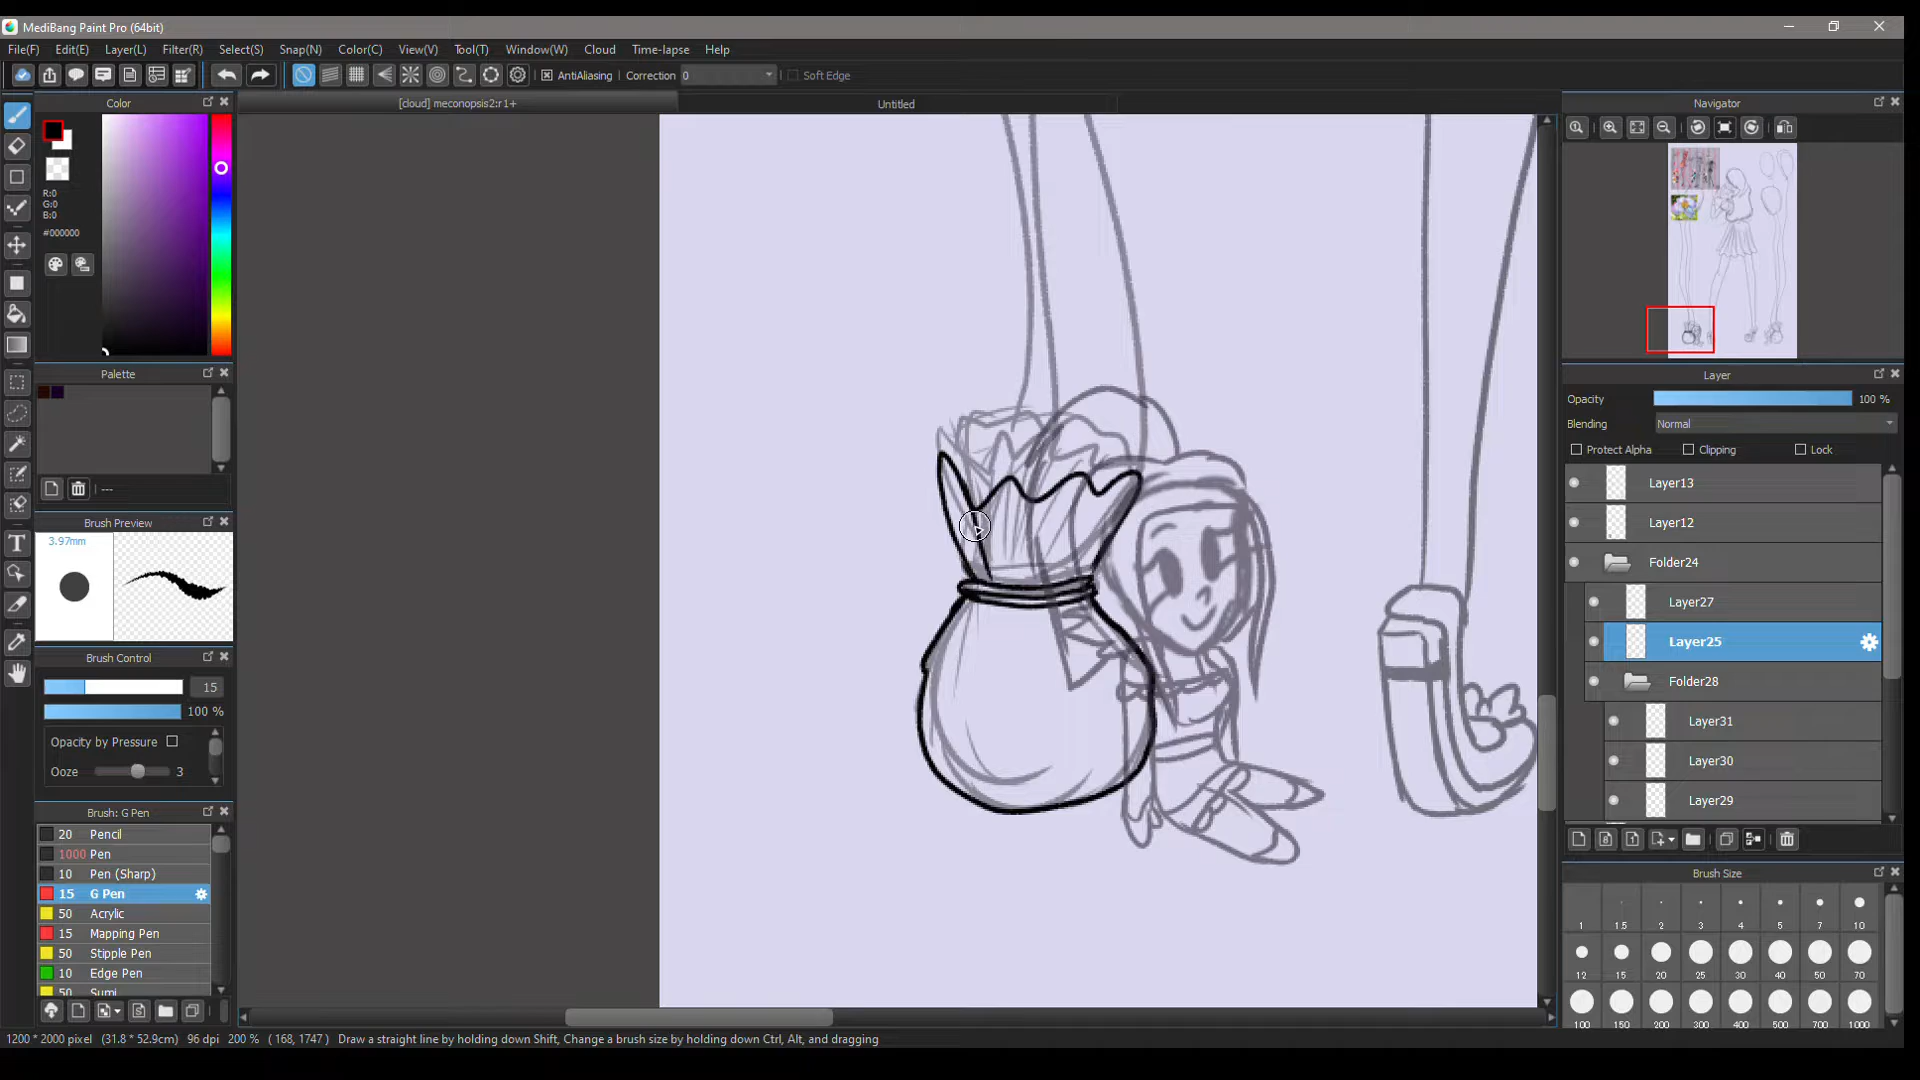 MediBang Paint Pro (64bit)
File(F) Edit(E) Layer(L) Filter(R) Select(S) Snap(N) Color(C) View(V) Tool(T) Window(W) Cloud Time-lapse Help
AntiAliasing Correction 0 Soft Edge
Color
[cloud] meconopsis2:r1+
Untitled
Navigator
R:0
G:0
B:0
#000000
Palette
---
Brush Preview
3.97mm
Brush Control
15
100 %
Opacity by Pressure
Ooze 3
Brush: G Pen
20 Pencil
1000 Pen
10 Pen (Sharp)
15 G Pen
50 Acrylic
15 Mapping Pen
50 Stipple Pen
10 Edge Pen
50 Sumi
Layer
Opacity 100 %
Blending Normal
Protect Alpha Clipping Lock
Layer13
Layer12
Folder24
Layer27
Layer25
Folder28
Layer31
Layer30
Layer29
Brush Size
1 1.5 2 3 4 5 7 10
12 15 20 25 30 40 50 70
100 150 200 300 400 500 700 1000
1200 * 2000 pixel (31.8 * 52.9cm) 96 dpi 200 % ( 168, 1747 ) Draw a straight line by holding down Shift, Change a brush size by holding down Ctrl, Alt, and dragging